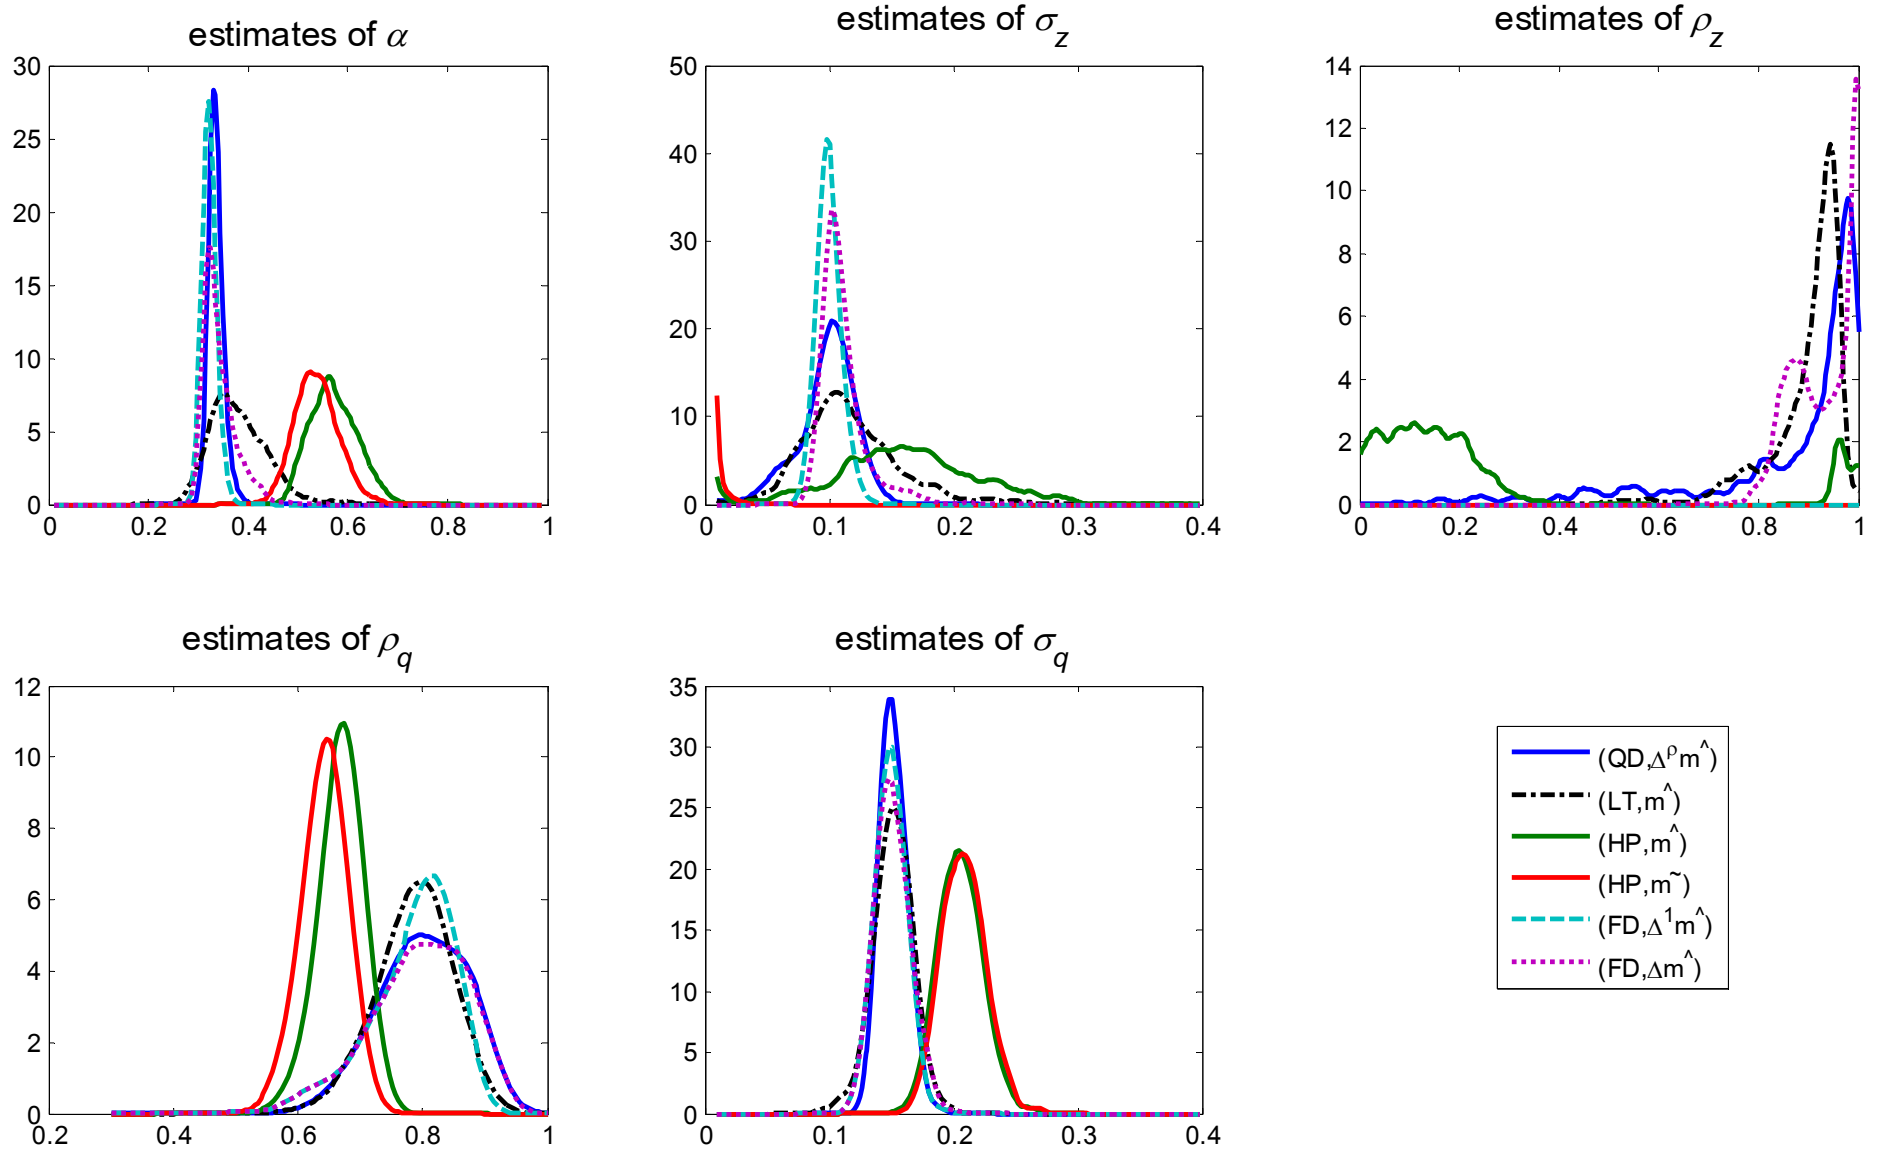 estimates of α
30
25
20
15
10
5
0
0 0.2 0.4 0.6 0.8 1
estimates of σz
50
40
30
20
10
0
0 0.1 0.2 0.3 0.4
estimates of ρz
14
12
10
8
6
4
2
0
0 0.2 0.4 0.6 0.8 1
estimates of ρq
12
10
8
6
4
2
0
0.2 0.4 0.6 0.8 1
estimates of σq
35
30
25
20
15
10
5
0
0 0.1 0.2 0.3 0.4
(QD,Δρm^)
(LT,m^)
(HP,m^)
(HP,m~)
(FD,Δ1m^)
(FD,Δm^)